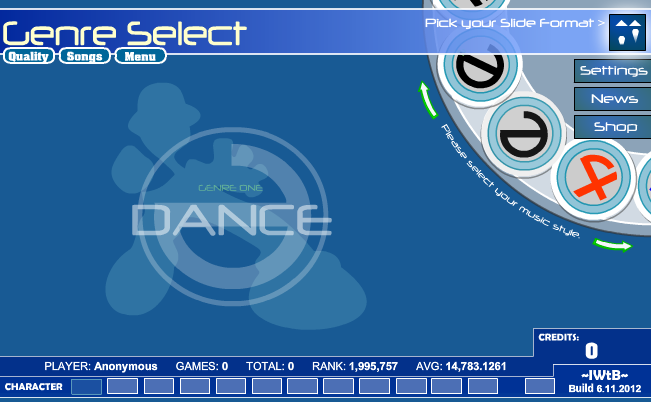 Genre Select
Pick your Slide Format >
Quality Songs Menu
Settings
News
Shop
Please select your music style.
GENRE ONE
DANCE
CREDITS:
0
PLAYER: Anonymous GAMES: 0 TOTAL: 0 RANK: 1,995,757 AVG: 14,783.1261
CHARACTER
~IWtB~
Build 6.11.2012